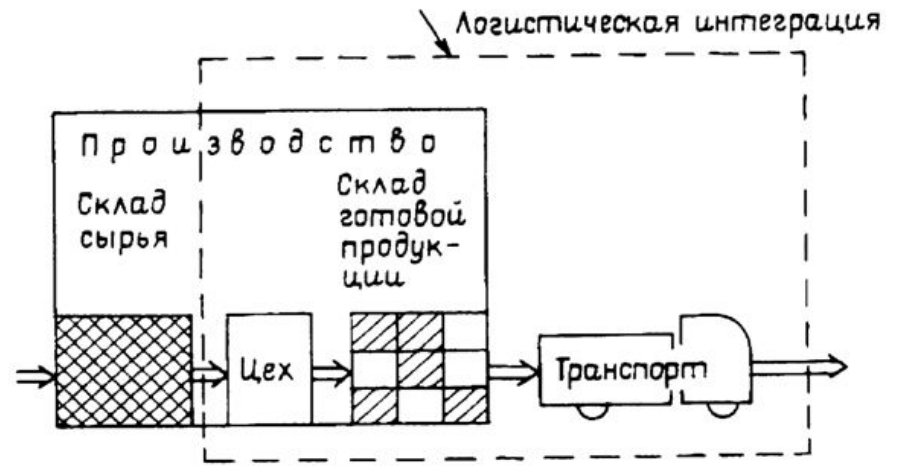 Логистическая интеграция
Производство
Склад
сырья
Склад
готовой
продук-
ции
Цех
Транспорт